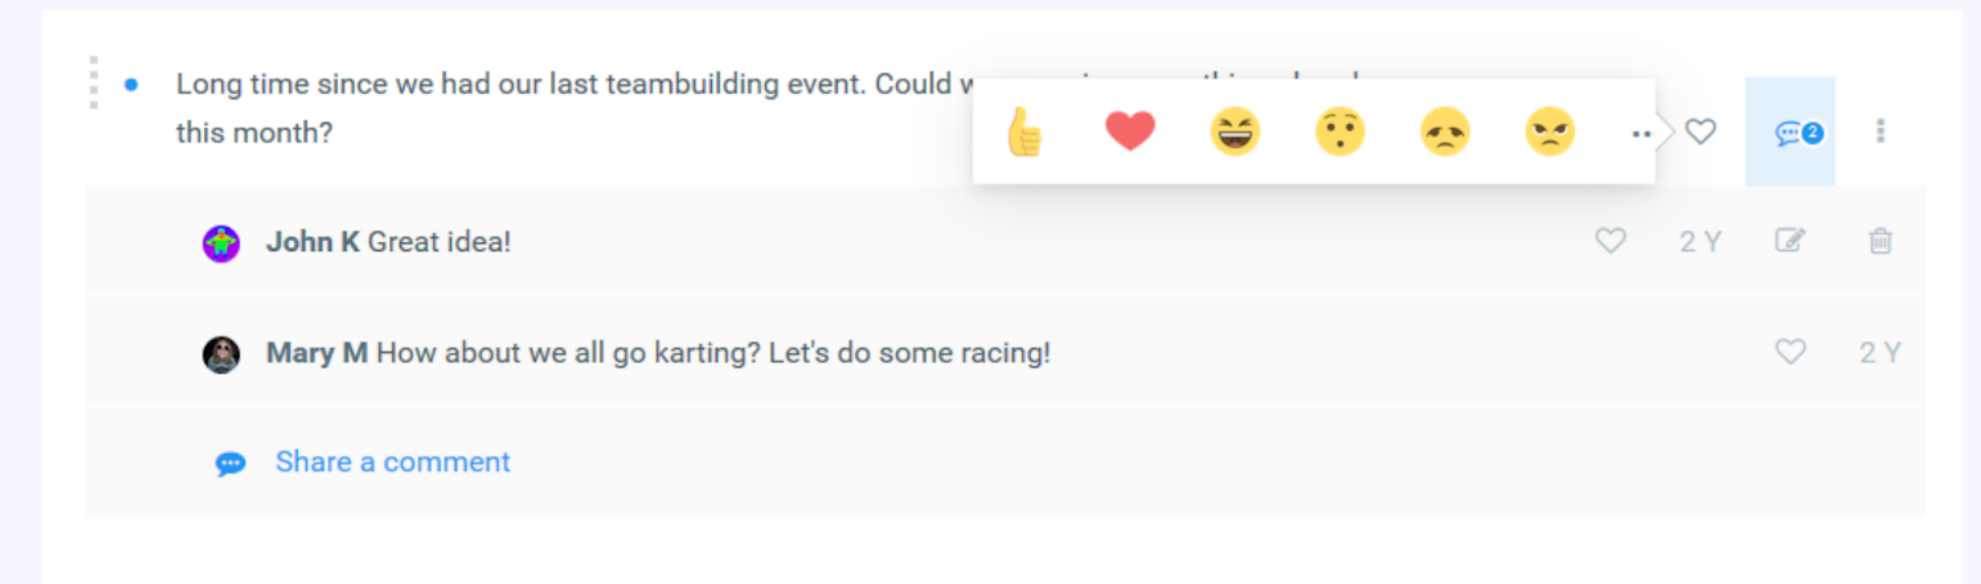 Long time since we had our last teambuilding event. Could
this month?
2
John K Great idea!
2 Y
Mary M How about we all go karting? Let's do some racing!
2 Y
Share a comment